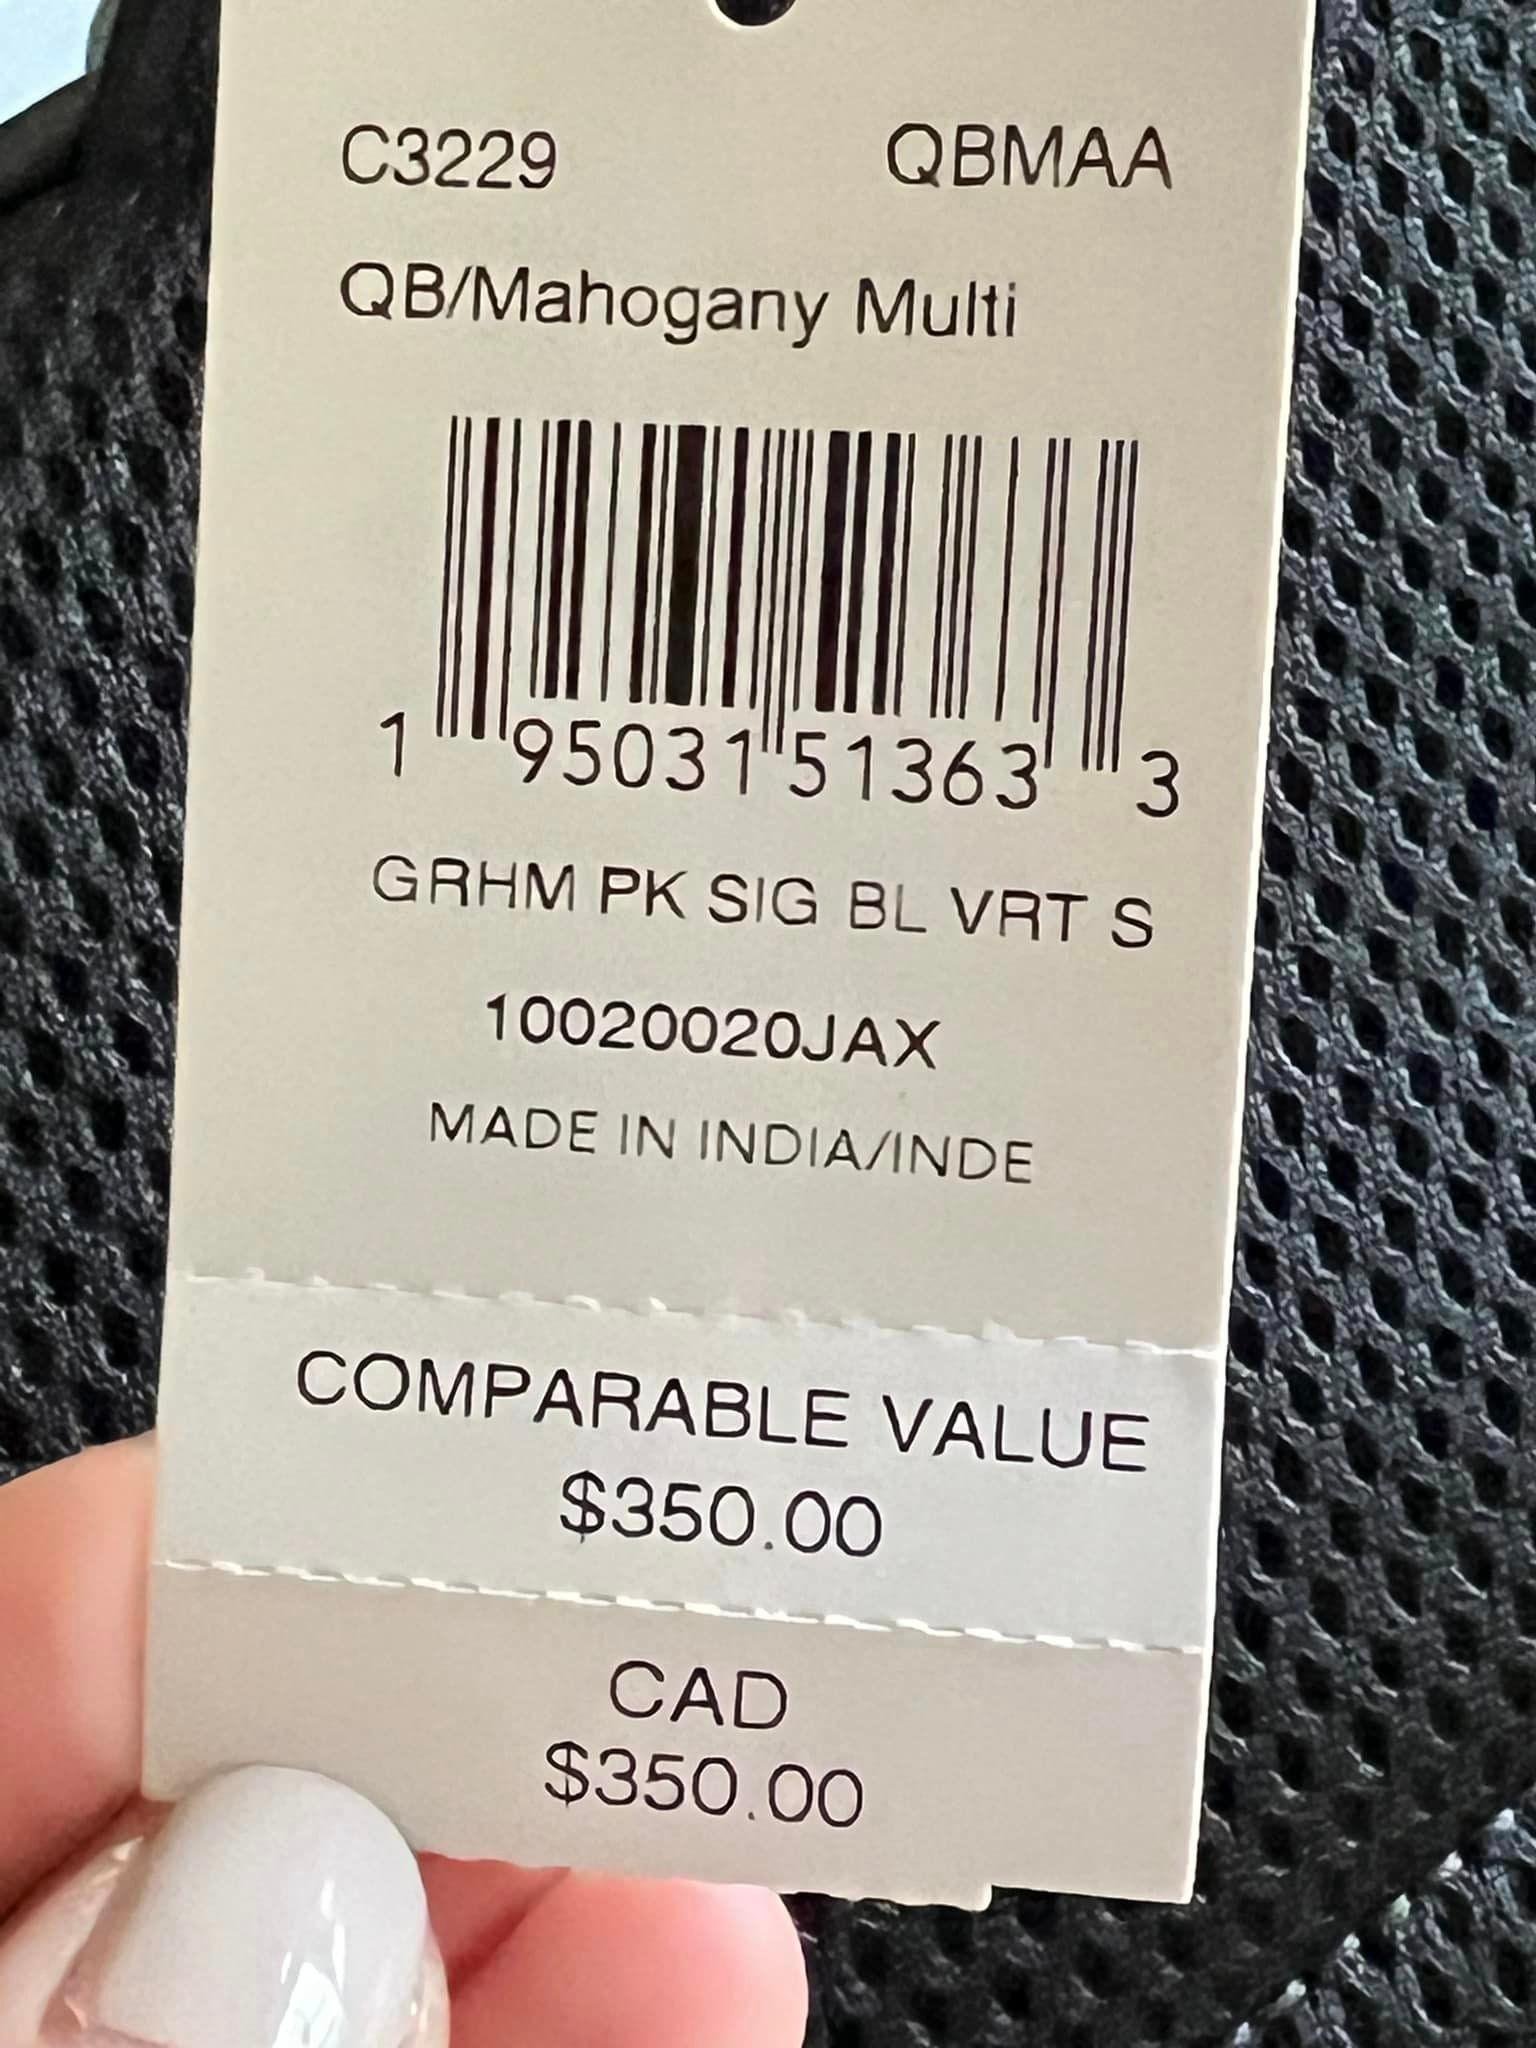 C3229 QBMAA
QB/Mahogany Multi
1 95031 51363 3
GRHM PK SIG BL VRT S
10020020JAX
MADE IN INDIA/INDE
COMPARABLE VALUE
$350.00
CAD
$350.00